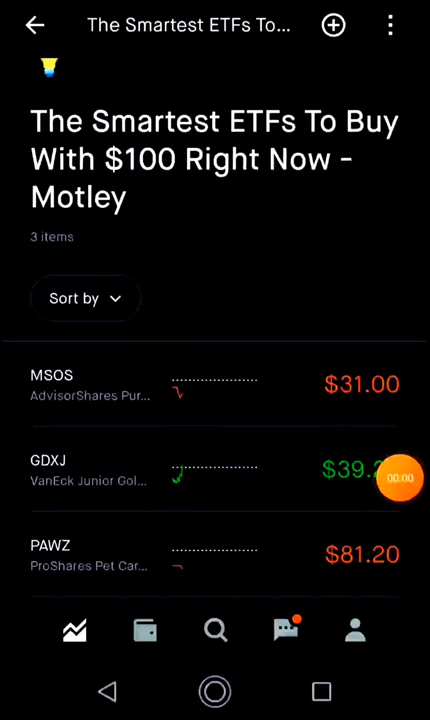 The Smartest ETFs To...
The Smartest ETFs To Buy
With $100 Right Now -
Motley
3 items
Sort by
MSOS
AdvisorShares Pur...
$31.00
GDXJ
VanEck Junior Gol...
00:00
PAWZ
ProShares Pet Car...
$81.20